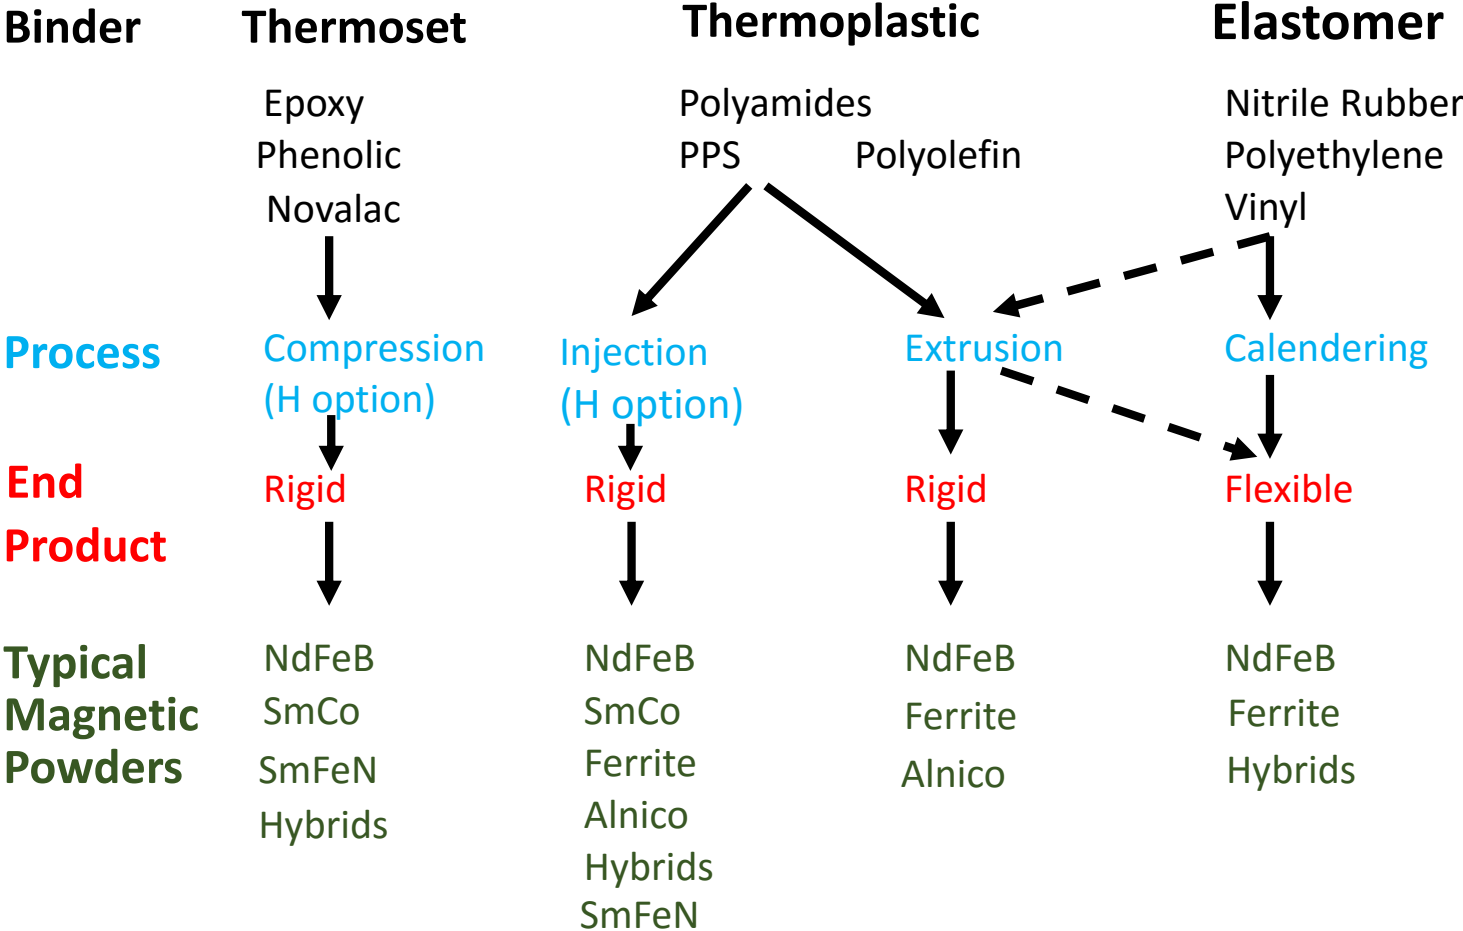 Binder Thermoset Thermoplastic Elastomer
Epoxy Polyamides Nitrile Rubber
Phenolic PPS Polyolefin Polyethylene
Novalac Vinyl
Process Compression Injection Extrusion Calendering
(H option) (H option)
End Rigid Rigid Rigid Flexible
Product
Typical NdFeB NdFeB NdFeB NdFeB
Magnetic SmCo SmCo Ferrite Ferrite
Powders SmFeN Ferrite Alnico Hybrids
Hybrids Alnico
Hybrids
SmFeN